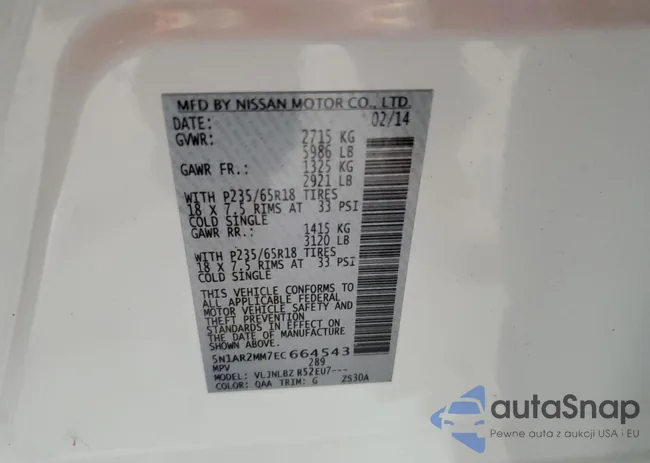 MFD BY NISSAN MOTOR CO., LTD.
DATE: 02/14
GVWR: 2715 KG
5986 LB
GAWR FR.: 1325 KG
2921 LB
WITH P235/65R18 TIRES
18 X 7.5 RIMS AT 33 PSI
COLD SINGLE
GAWR RR.: 1415 KG
3120 LB
WITH P235/65R18 TIRES
18 X 7.5 RIMS AT 33 PSI
COLD SINGLE
THIS VEHICLE CONFORMS TO
ALL APPLICABLE FEDERAL
MOTOR VEHICLE SAFETY AND
THEFT PREVENTION
STANDARDS IN EFFECT ON
THE DATE OF MANUFACTURE
SHOWN ABOVE.
5N1AR2MM7EC664543
MPV 289
MODEL: VLJNLBZ R52EU7---
COLOR: QAA TRIM: G ZS30A
autaSnap
Pewne auta z aukcji USA i EU